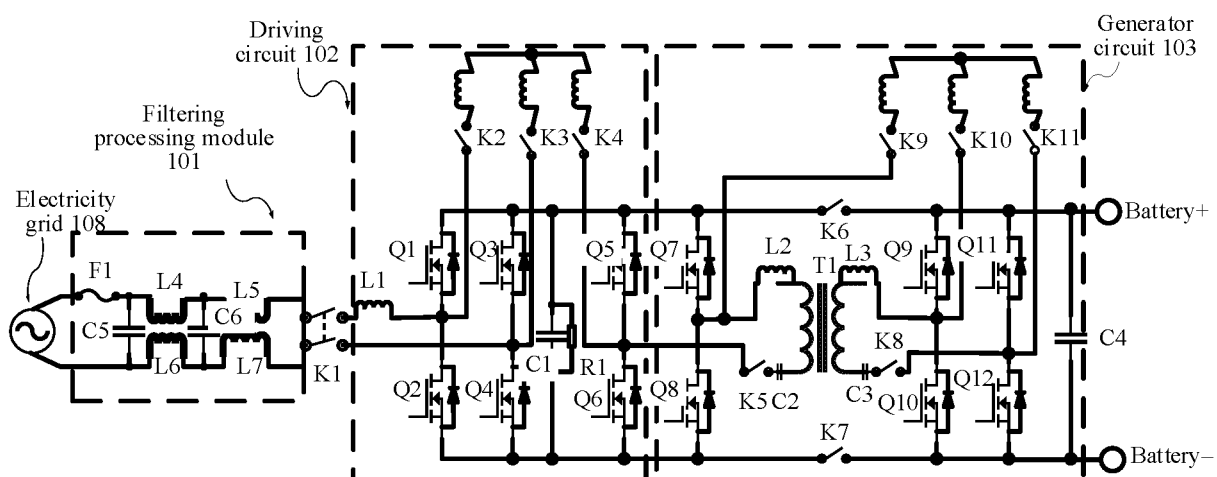 Driving
circuit 102
Generator
circuit 103
Filtering
processing module
101
Electricity
grid 108
K2
K3
K4
K9
K10
K11
Battery+
K6
Q1
Q3
Q5
Q7
L2
T1
L3
Q9
Q11
F1
L4
L5
L1
C5
C6
C4
L6
L7
K1
C1
R1
K8
Q2
Q4
Q6
Q8
K5
C2
C3
Q10
Q12
K7
Battery−